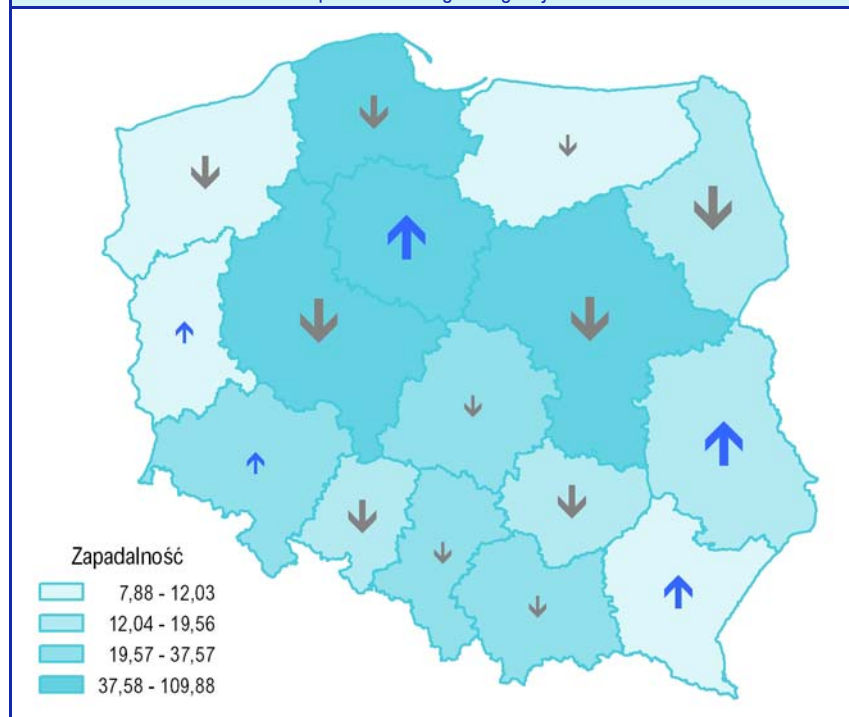 Zapadalność
7,88 - 12,03
12,04 - 19,56
19,57 - 37,57
37,58 - 109,88